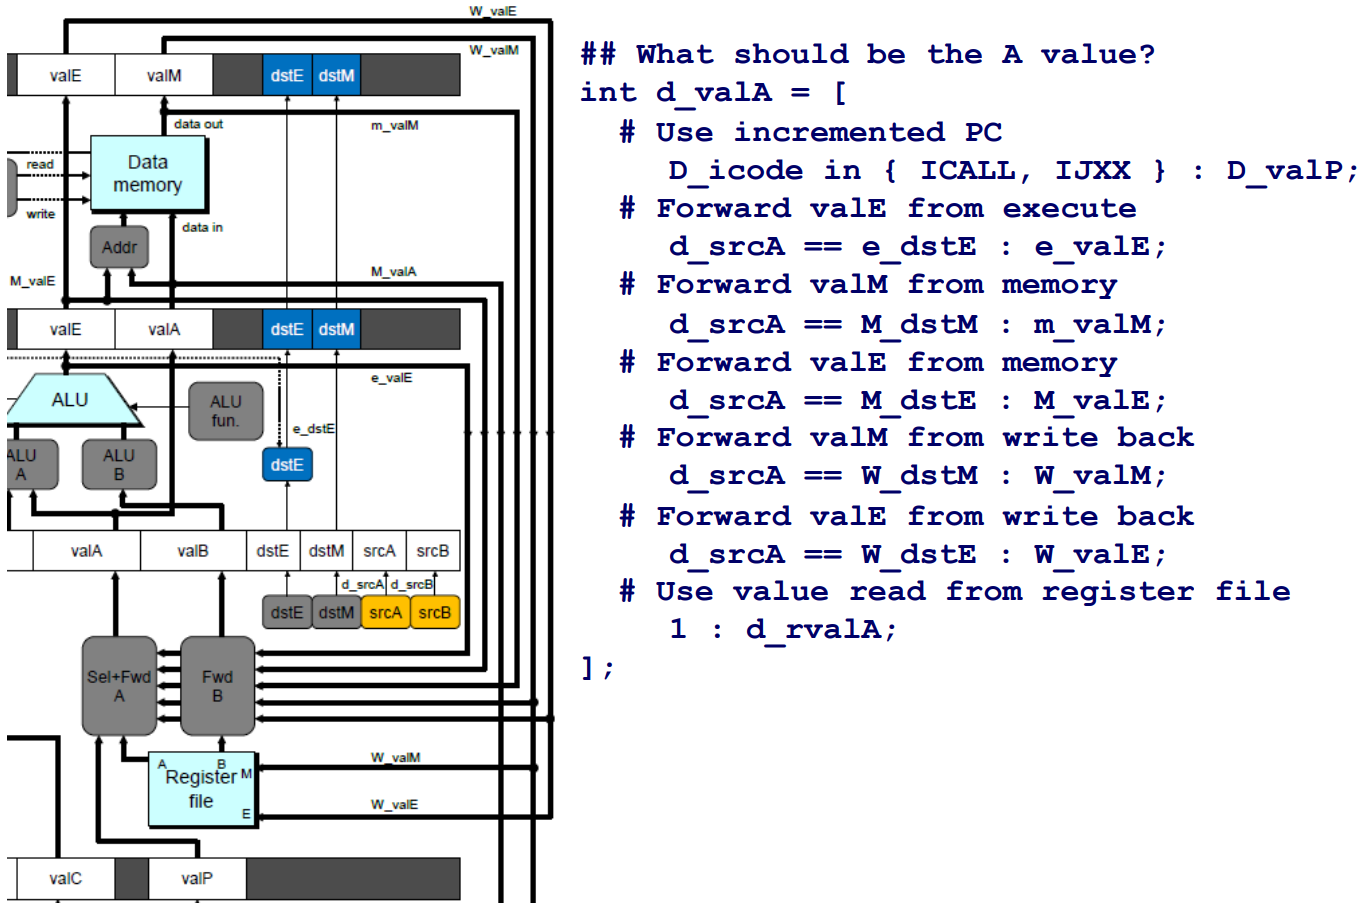 W_valE
W_valM
valE valM dstE dstM
data out
m_valM
read
Data
memory
write
data in
Addr
M_valA
M_valE
valE valA dstE dstM
e_valE
ALU
ALU
fun.
e_dstE
ALU
A
ALU
B
dstE
valA valB dstE dstM srcA srcB
d_srcA d_srcB
dstE dstM srcA srcB
Sel+Fwd
A
Fwd
B
A B M
Register
file
E
W_valM
W_valE
valC valP
## What should be the A value?
int d_valA = [
# Use incremented PC
D_icode in { ICALL, IJXX } : D_valP;
# Forward valE from execute
d_srcA == e_dstE : e_valE;
# Forward valM from memory
d_srcA == M_dstM : m_valM;
# Forward valE from memory
d_srcA == M_dstE : M_valE;
# Forward valM from write back
d_srcA == W_dstM : W_valM;
# Forward valE from write back
d_srcA == W_dstE : W_valE;
# Use value read from register file
1 : d_rvalA;
];